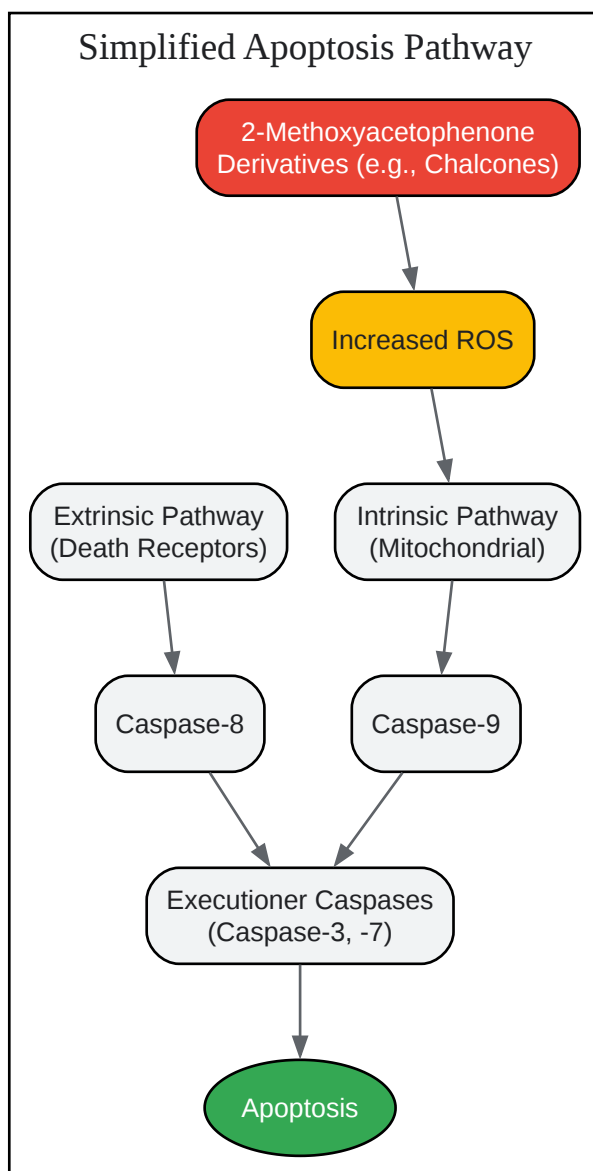 Simplified Apoptosis Pathway
2-Methoxyacetophenone
Derivatives (e.g., Chalcones)
Increased ROS
Extrinsic Pathway
(Death Receptors)
Intrinsic Pathway
(Mitochondrial)
Caspase-8
Caspase-9
Executioner Caspases
(Caspase-3, -7)
Apoptosis